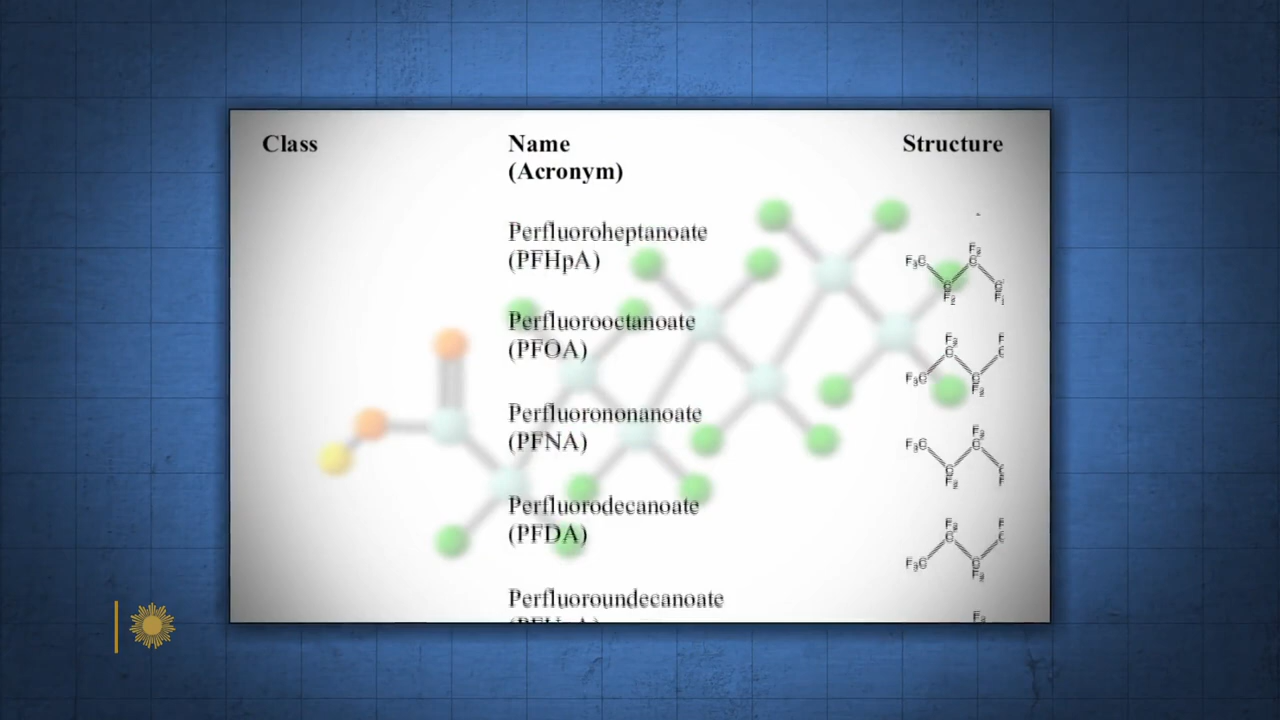 Class Name Structure
(Acronym)
Perfluoroheptanoate
(PFHpA)
Perfluorooctanoate
(PFOA)
Perfluorononanoate
(PFNA)
Perfluorodecanoate
(PFDA)
Perfluoroundecanoate